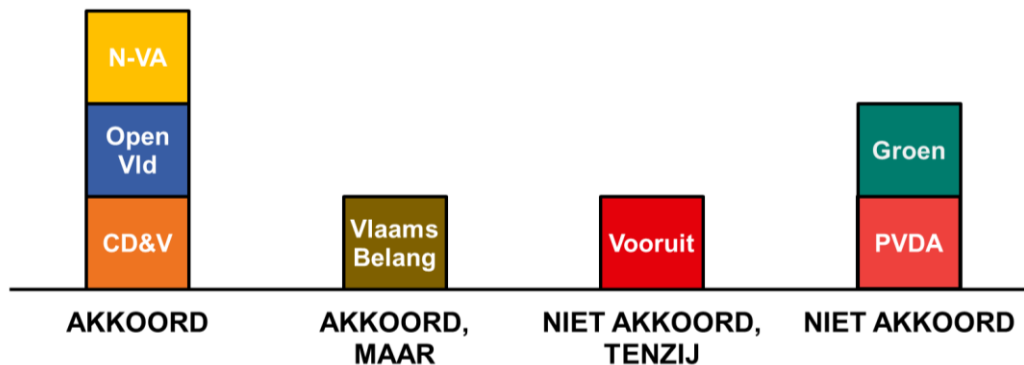 N-VA
Open
Vld
CD&V
Vlaams
Belang
Vooruit
Groen
PVDA
AKKOORD
AKKOORD,
MAAR
NIET AKKOORD,
TENZIJ
NIET AKKOORD